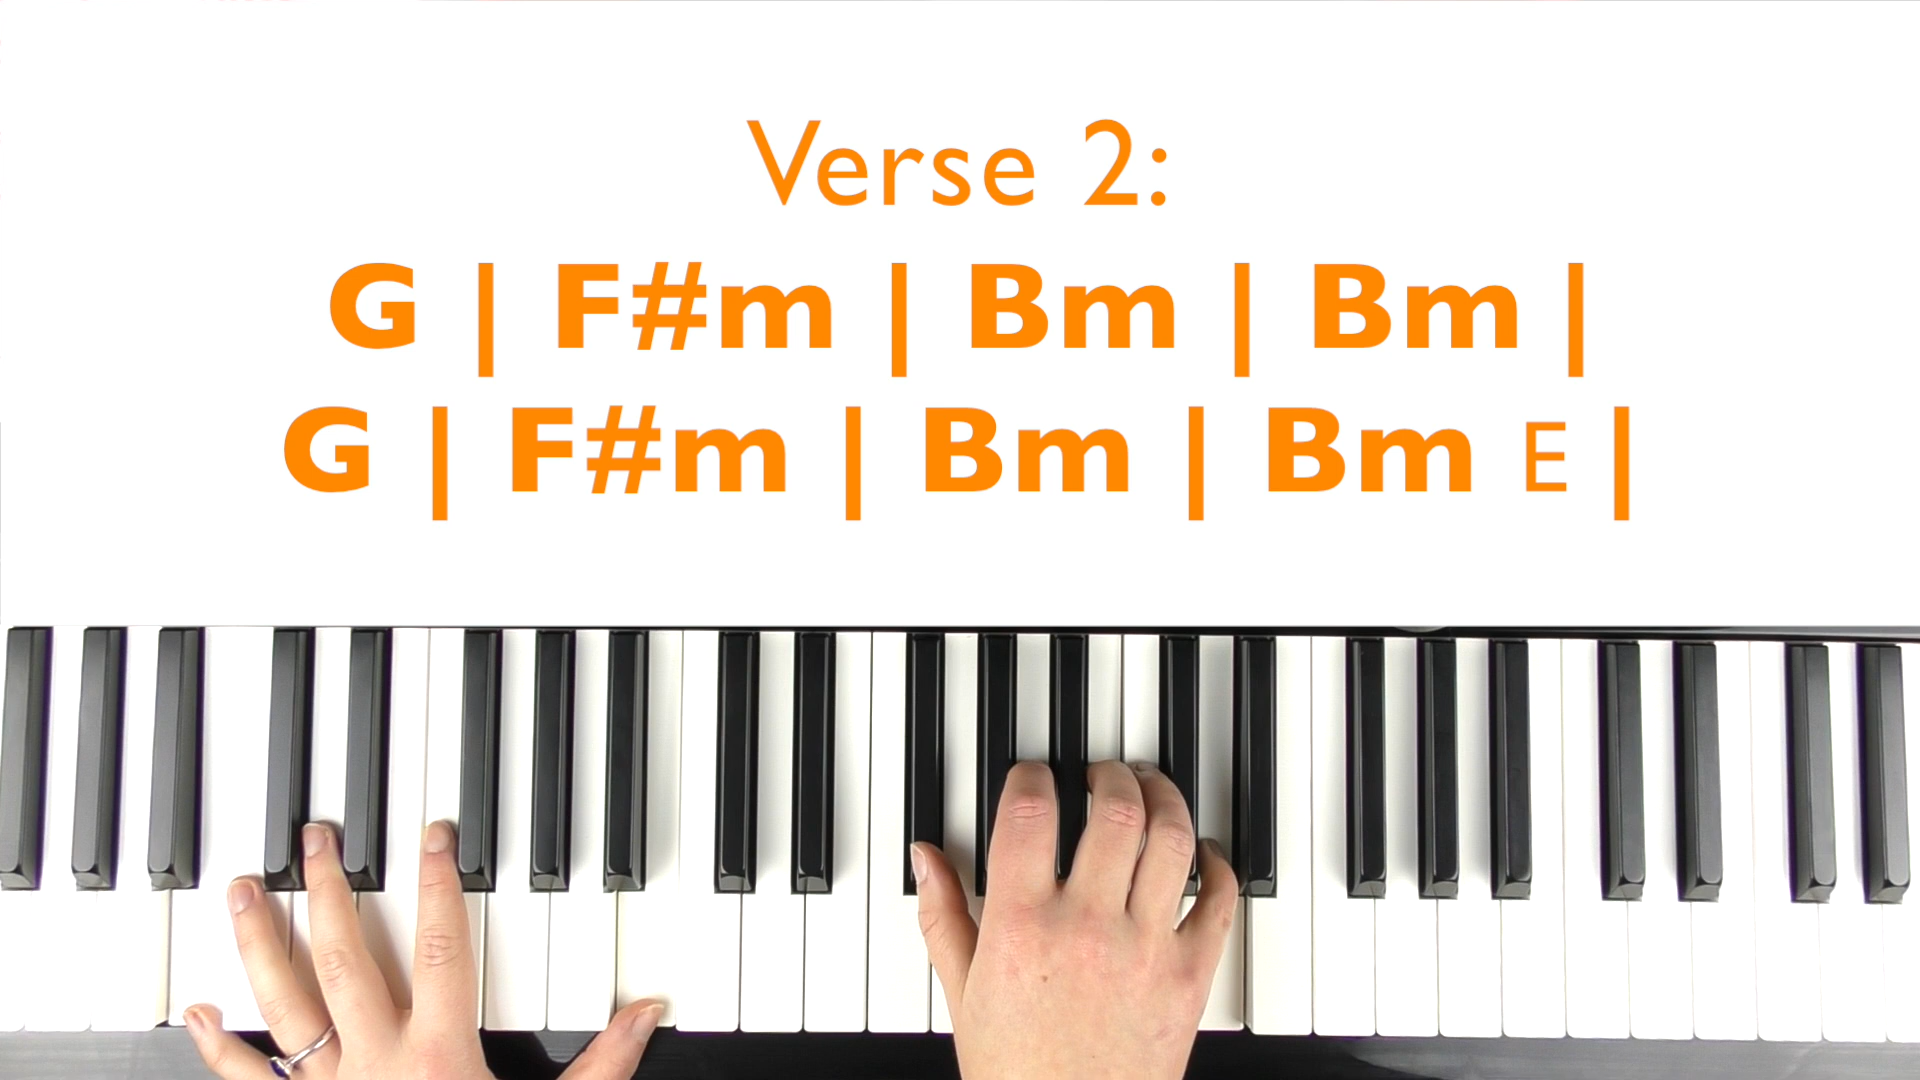 Verse 2:
G | F#m | Bm | Bm |
G | F#m | Bm | Bm E |